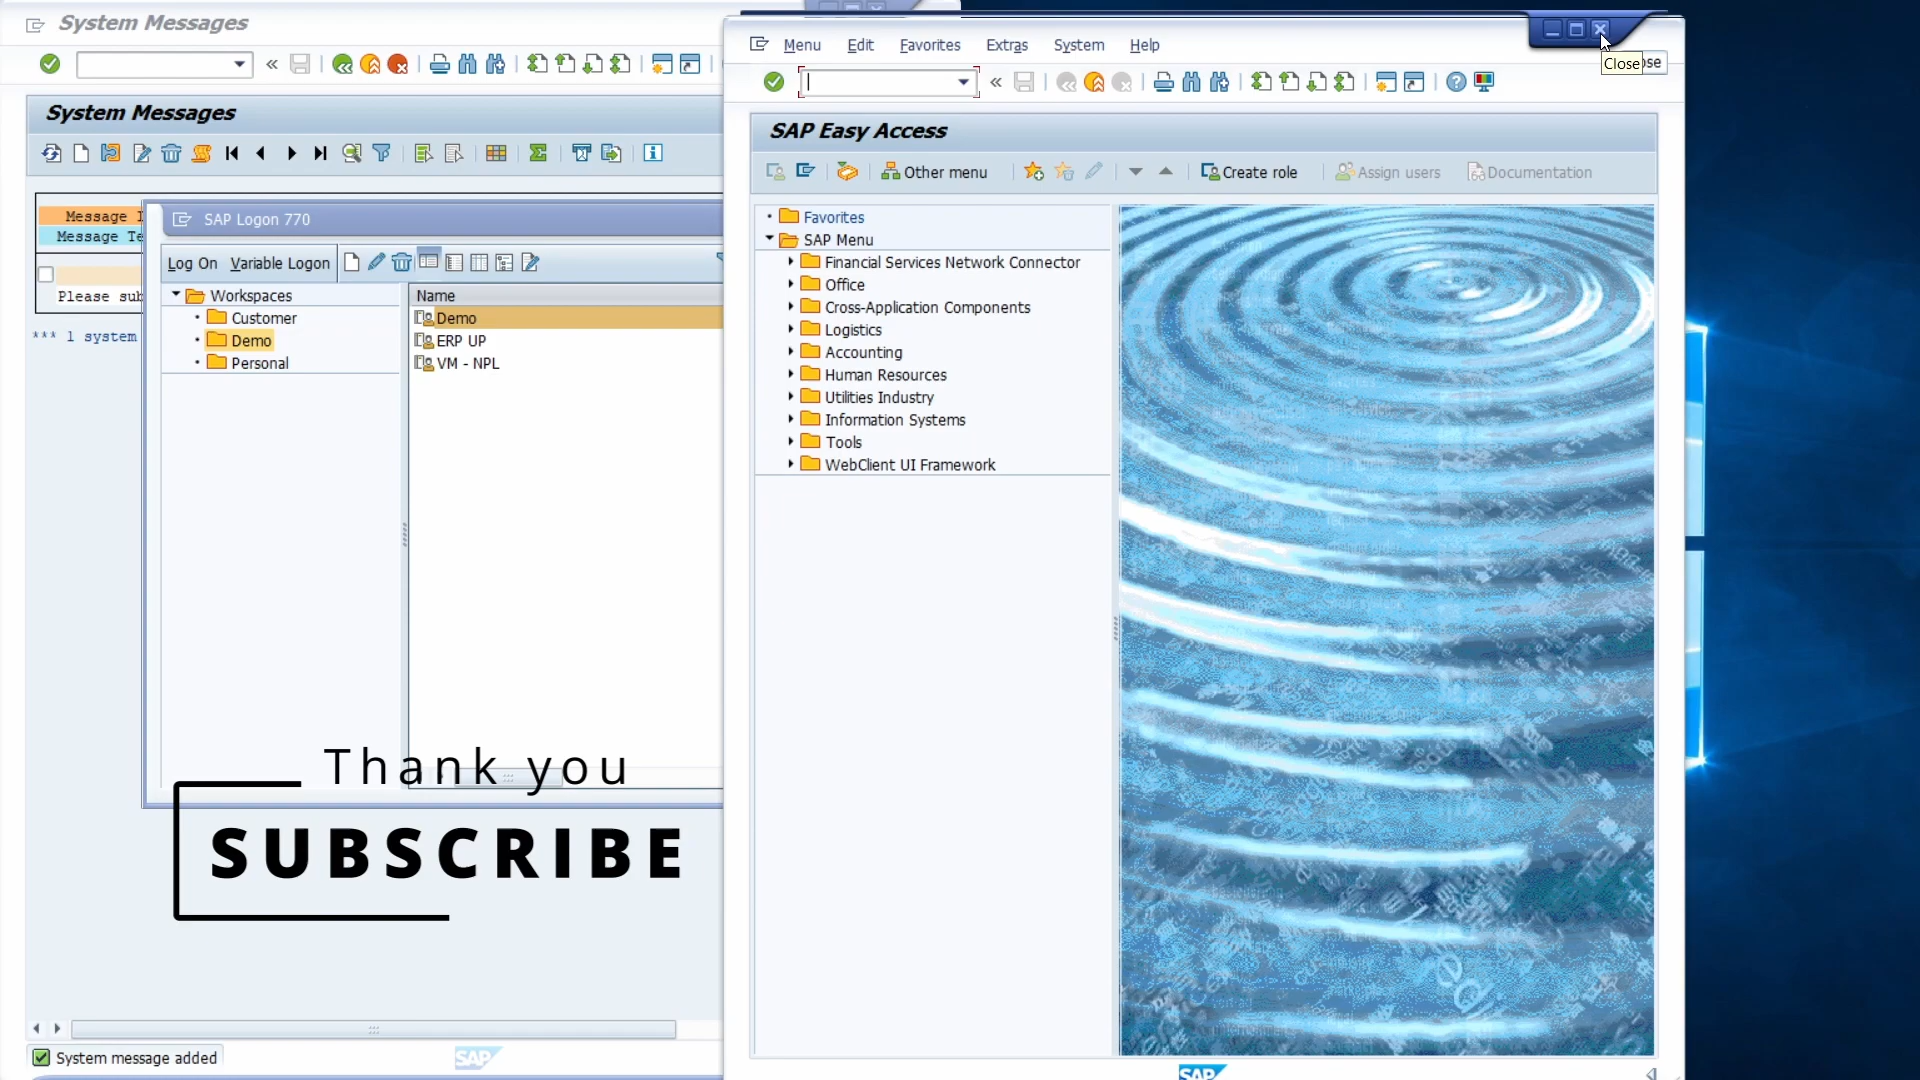 System Messages
System Messages
Message I
Message Te
Please sub
*** 1 system
SAP Logon 770
Log On Variable Logon
Workspaces
Customer
Demo
Personal
Name
Demo
ERP UP
VM - NPL
Thank you
SUBSCRIBE
System message added
SAP
Menu Edit Favorites Extras System Help
Close
ose
SAP Easy Access
Other menu Create role Assign users Documentation
Favorites
SAP Menu
Financial Services Network Connector
Office
Cross-Application Components
Logistics
Accounting
Human Resources
Utilities Industry
Information Systems
Tools
WebClient UI Framework
SAP